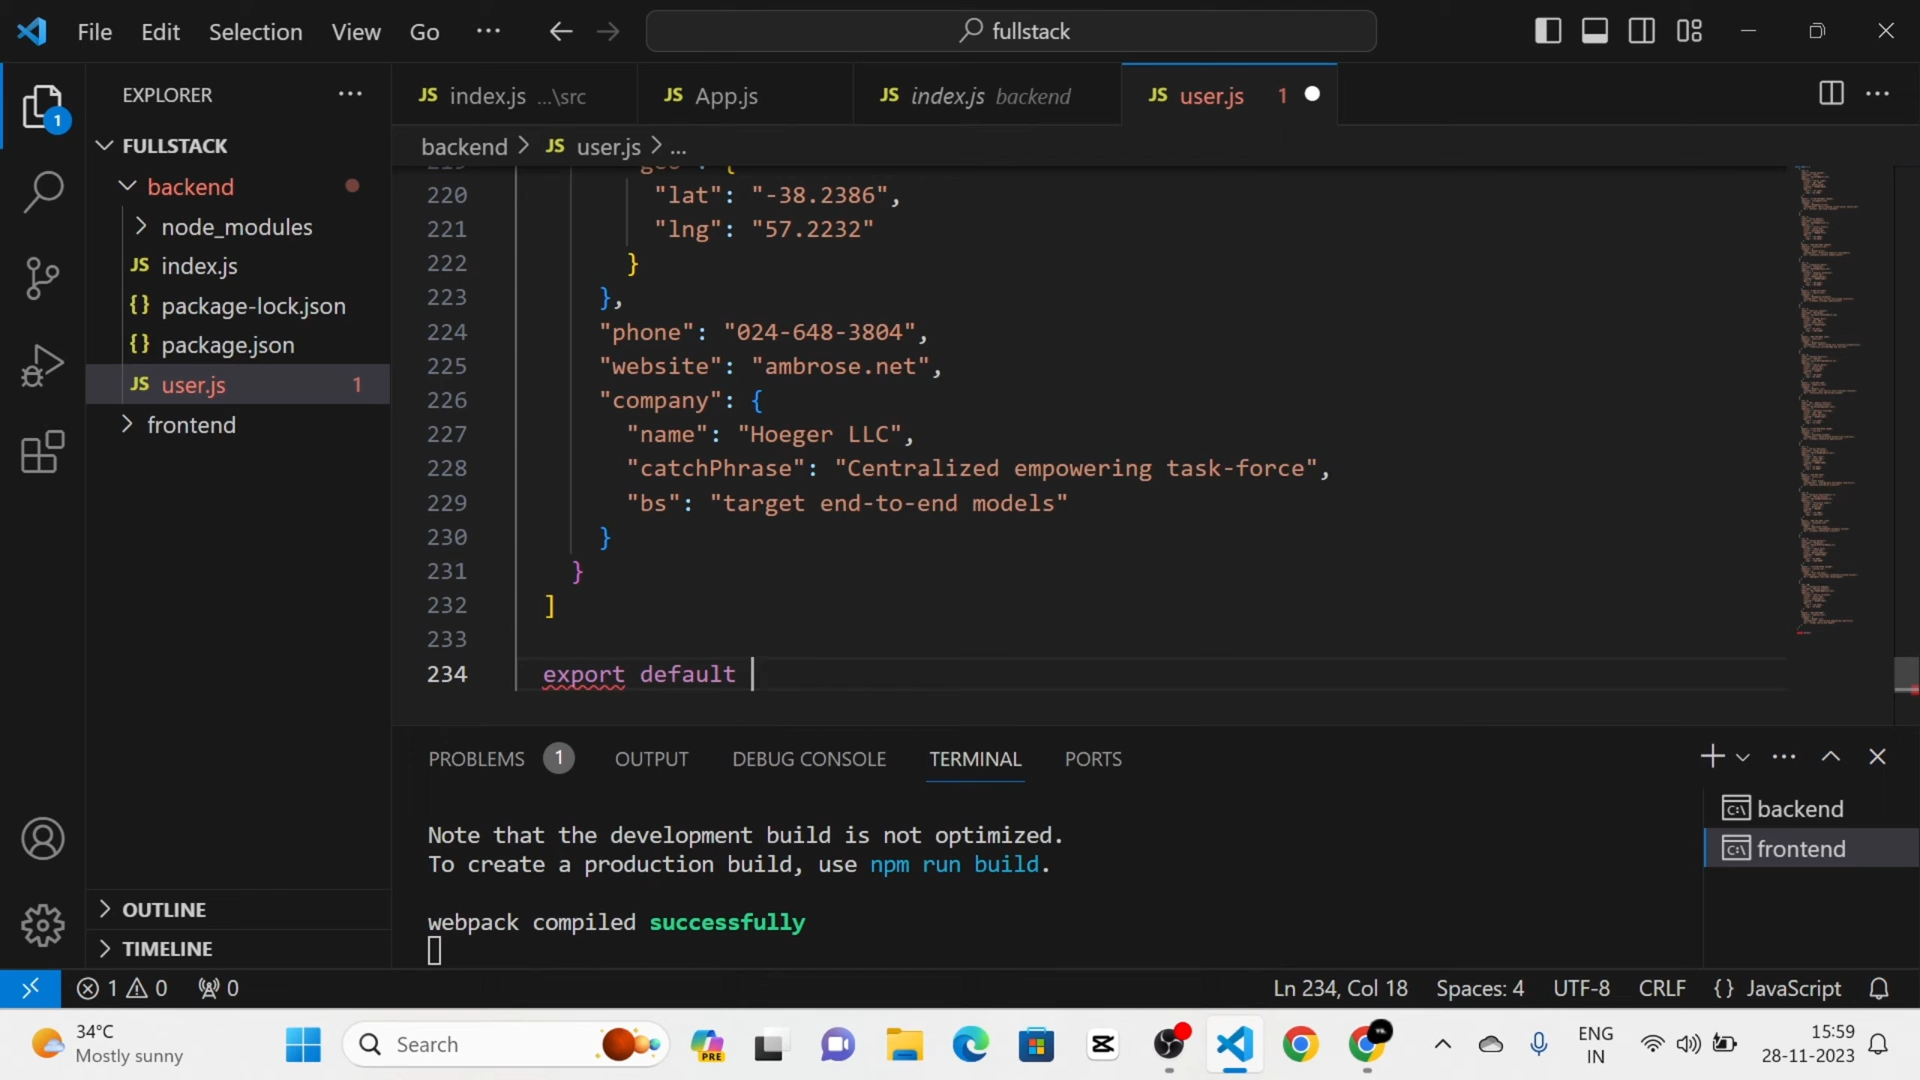 File Edit Selection View Go ... fullstack
EXPLORER ...
JS index.js ...\src
JS App.js
JS index.js backend
JS user.js 1
1
FULLSTACK
backend > JS user.js > ...
backend
node_modules
JS index.js
{} package-lock.json
{} package.json
JS user.js 1
frontend
220 "lat": "-38.2386",
221 "lng": "57.2232"
222 }
223 },
224 "phone": "024-648-3804",
225 "website": "ambrose.net",
226 "company": {
227 "name": "Hoeger LLC",
228 "catchPhrase": "Centralized empowering task-force",
229 "bs": "target end-to-end models"
230 }
231 }
232 ]
233
234 export default
PROBLEMS 1 OUTPUT DEBUG CONSOLE TERMINAL PORTS
Note that the development build is not optimized.
To create a production build, use npm run build.
webpack compiled successfully
backend
frontend
OUTLINE
TIMELINE
1 0 0 Ln 234, Col 18 Spaces: 4 UTF-8 CRLF {} JavaScript
34°C
Mostly sunny
Search
PRE
ENG
IN
15:59
28-11-2023